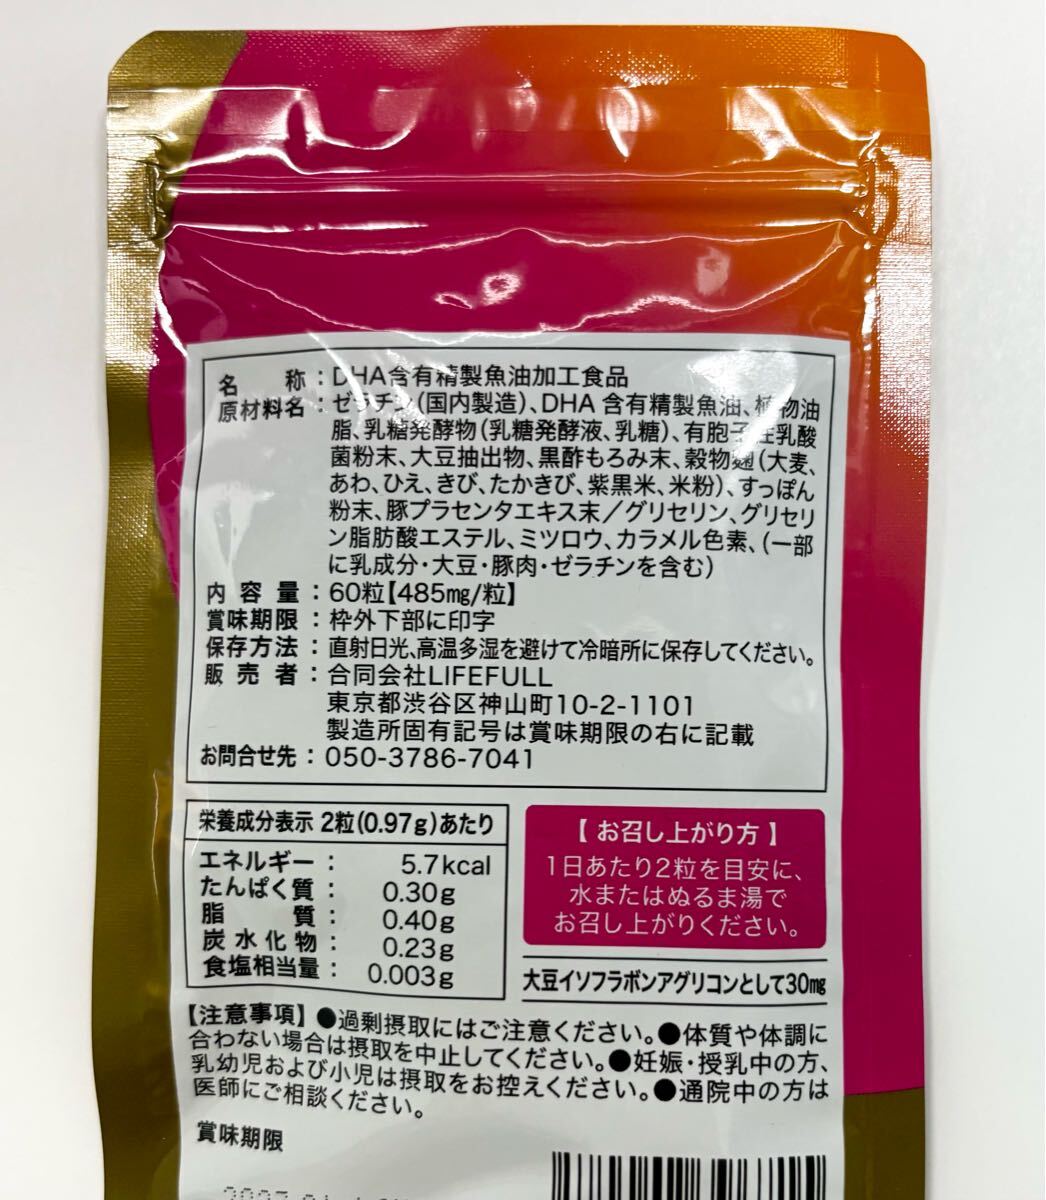 名称:DHA含有精製魚油加工食品
原材料名:ゼラチン(国内製造)、DHA含有精製魚油、植物油
脂、乳糖発酵物(乳糖発酵液、乳糖)、有胞子性乳酸
菌粉末、大豆抽出物、黒酢もろみ末、穀物麹(大麦、
あわ、ひえ、きび、たかきび、紫黒米、米粉)、すっぽん
粉末、豚プラセンタエキス末/グリセリン、グリセリ
ン脂肪酸エステル、ミツロウ、カラメル色素、(一部
に乳成分・大豆・豚肉・ゼラチンを含む)
内容量:60粒【485mg/粒】
賞味期限:枠外下部に印字
保存方法:直射日光、高温多湿を避けて冷暗所に保存してください。
販売者:合同会社LIFEFULL
東京都渋谷区神山町10-2-1101
製造所固有記号は賞味期限の右に記載
お問合せ先:050-3786-7041
栄養成分表示 2粒(0.97g)あたり
エネルギー: 5.7kcal
たんぱく質: 0.30g
脂質: 0.40g
炭水化物: 0.23g
食塩相当量: 0.003g
【お召し上がり方】
1日あたり2粒を目安に、
水またはぬるま湯で
お召し上がりください。
大豆イソフラボンアグリコンとして30mg
【注意事項】●過剰摂取にはご注意ください。●体質や体調に
合わない場合は摂取を中止してください。●妊娠・授乳中の方、
乳幼児および小児は摂取をお控えください。●通院中の方は
医師にご相談ください。
賞味期限